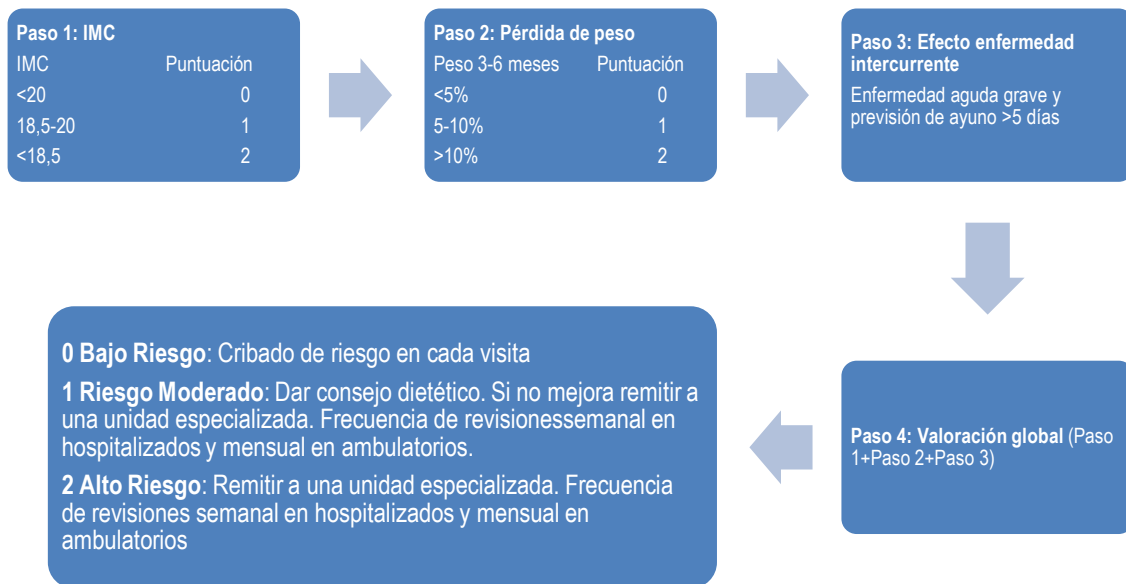 Paso 1: IMC
IMC Puntuación
<20 0
18,5-20 1
<18,5 2
Paso 2: Pérdida de peso
Peso 3-6 meses Puntuación
<5% 0
5-10% 1
>10% 2
Paso 3: Efecto enfermedad
intercurrente
Enfermedad aguda grave y
previsión de ayuno >5 días
Paso 4: Valoración global (Paso
1+Paso 2+Paso 3)
0 Bajo Riesgo: Cribado de riesgo en cada visita
1 Riesgo Moderado: Dar consejo dietético. Si no mejora remitir a
una unidad especializada. Frecuencia de revisionessemanal en
hospitalizados y mensual en ambulatorios.
2 Alto Riesgo: Remitir a una unidad especializada. Frecuencia
de revisiones semanal en hospitalizados y mensual en
ambulatorios